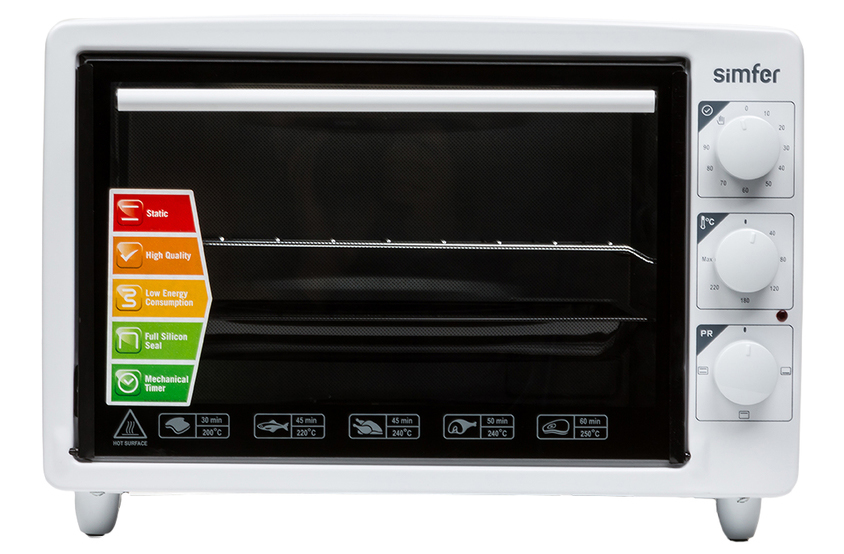 simfer
0
10
20
30
40
50
60
70
80
90
°C
40
80
120
180
220
Max
PR
Static
High Quality
Low Energy
Consumption
Full Silicon
Seal
Mechanical
Timer
HOT SURFACE
30 min
200°C
45 min
220°C
45 min
240°C
50 min
240°C
60 min
250°C